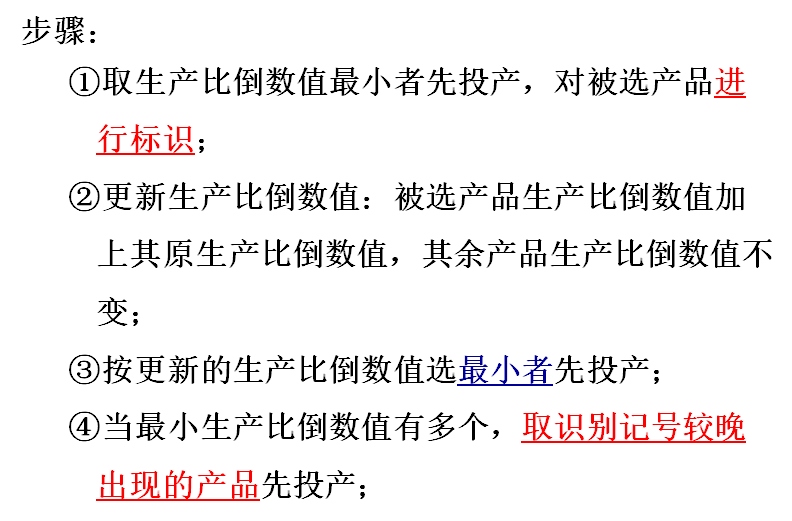 步骤：
①取生产比倒数值最小者先投产，对被选产品进
行标识；
②更新生产比倒数值：被选产品生产比倒数值加
上其原生产比倒数值，其余产品生产比倒数值不
变；
③按更新的生产比倒数值选最小者先投产；
④当最小生产比倒数值有多个，取识别记号较晚
出现的产品先投产；